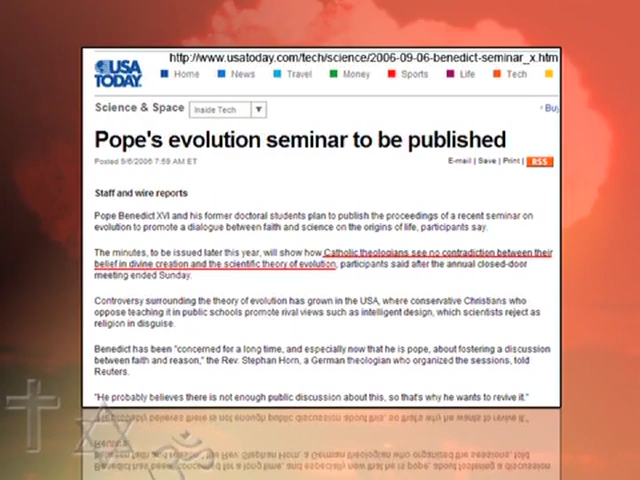 http://www.usatoday.com/tech/science/2006-09-06-benedict-seminar_x.htm
USA TODAY.
Home News Travel Money Sports Life Tech
Science & Space Inside Tech
Buy
Pope's evolution seminar to be published
Posted 9/6/2006 7:59 AM ET
E-mail | Save | Print | RSS
Staff and wire reports
Pope Benedict XVI and his former doctoral students plan to publish the proceedings of a recent seminar on
evolution to promote a dialogue between faith and science on the origins of life, participants say.
The minutes, to be issued later this year, will show how Catholic theologians see no contradiction between their
belief in divine creation and the scientific theory of evolution, participants said after the annual closed-door
meeting ended Sunday.
Controversy surrounding the theory of evolution has grown in the USA, where conservative Christians who
oppose teaching it in public schools promote rival views such as intelligent design, which scientists reject as
religion in disguise.
Benedict has been "concerned for a long time, and especially now that he is pope, about fostering a discussion
between faith and reason," the Rev. Stephan Horn, a German theologian who organized the sessions, told
Reuters.
"He probably believes there is not enough public discussion about this, so that's why he wants to revive it."